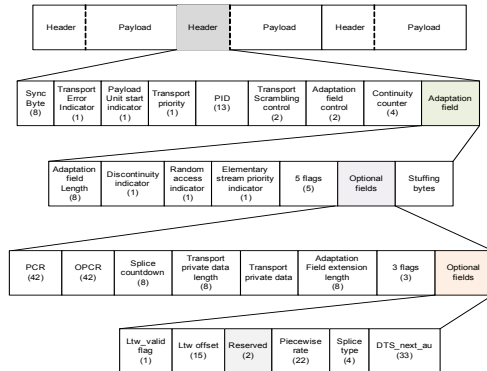 Header Payload Header Payload Header Payload
Sync Byte (8)
Transport Error Indicator (1)
Payload Unit start indicator (1)
Transport priority (1)
PID (13)
Transport Scrambling control (2)
Adaptation field control (2)
Continuity counter (4)
Adaptation field
Adaptation field Length (8)
Discontinuity indicator (1)
Random access indicator (1)
Elementary stream priority indicator (1)
5 flags (5)
Optional fields
Stuffing bytes
PCR (42)
OPCR (42)
Splice countdown (8)
Transport private data length (8)
Transport private data
Adaptation Field extension length (8)
3 flags (3)
Optional fields
Ltw_valid flag (1)
Ltw offset (15)
Reserved (2)
Piecewise rate (22)
Splice type (4)
DTS_next_au (33)